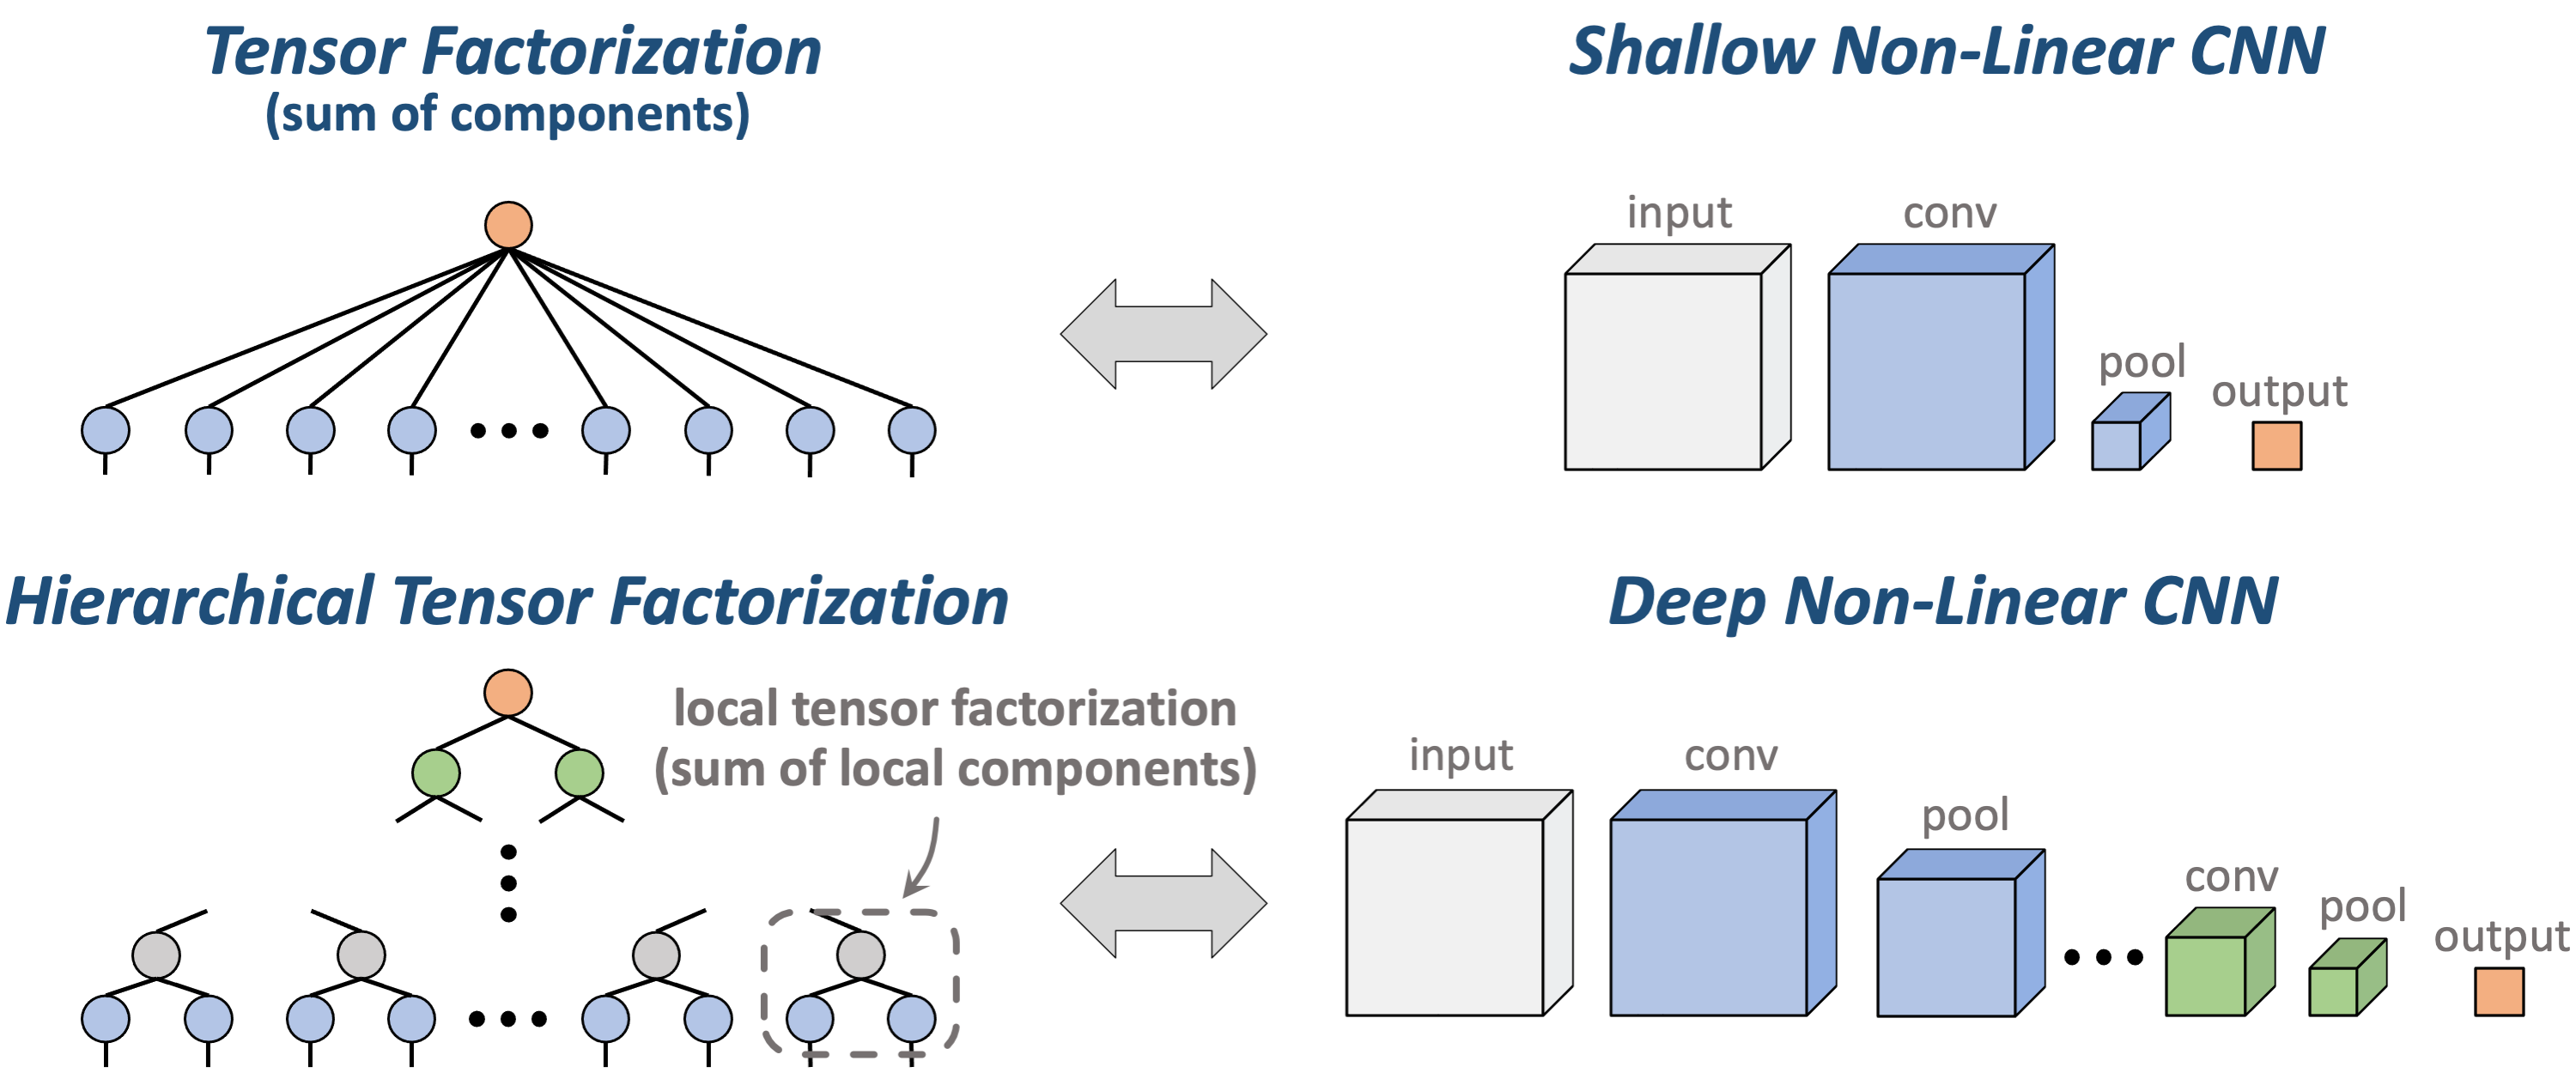 Tensor Factorization
(sum of components)
Shallow Non-Linear CNN
input
conv
pool
output
Hierarchical Tensor Factorization
local tensor factorization
(sum of local components)
Deep Non-Linear CNN
input
conv
pool
conv
pool
output